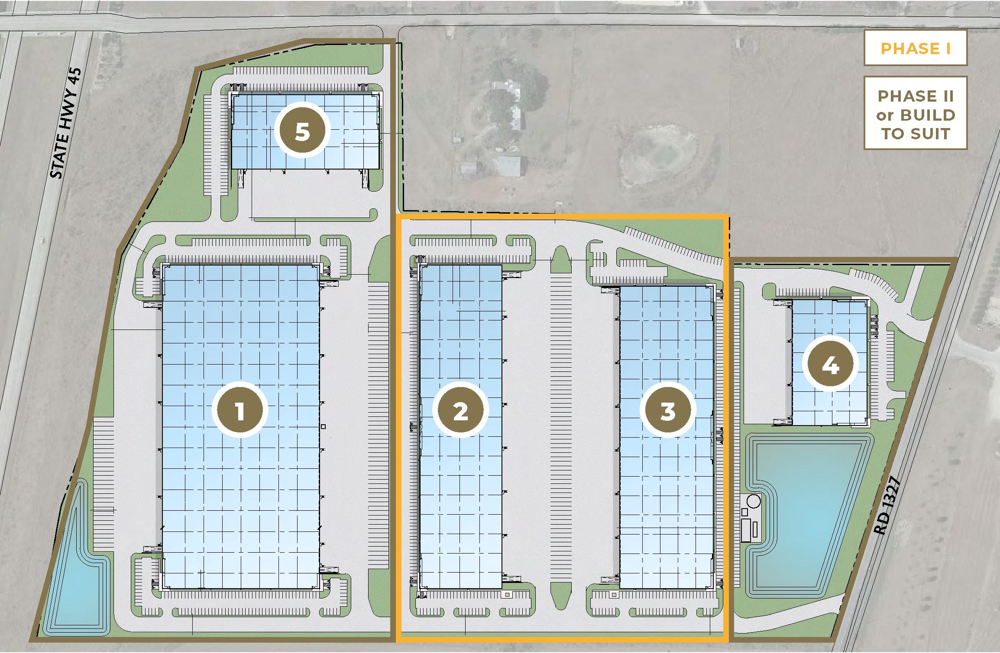 PHASE I
PHASE II
or BUILD
TO SUIT
STATE HWY 45
5
4
1
2
3
RD 1327